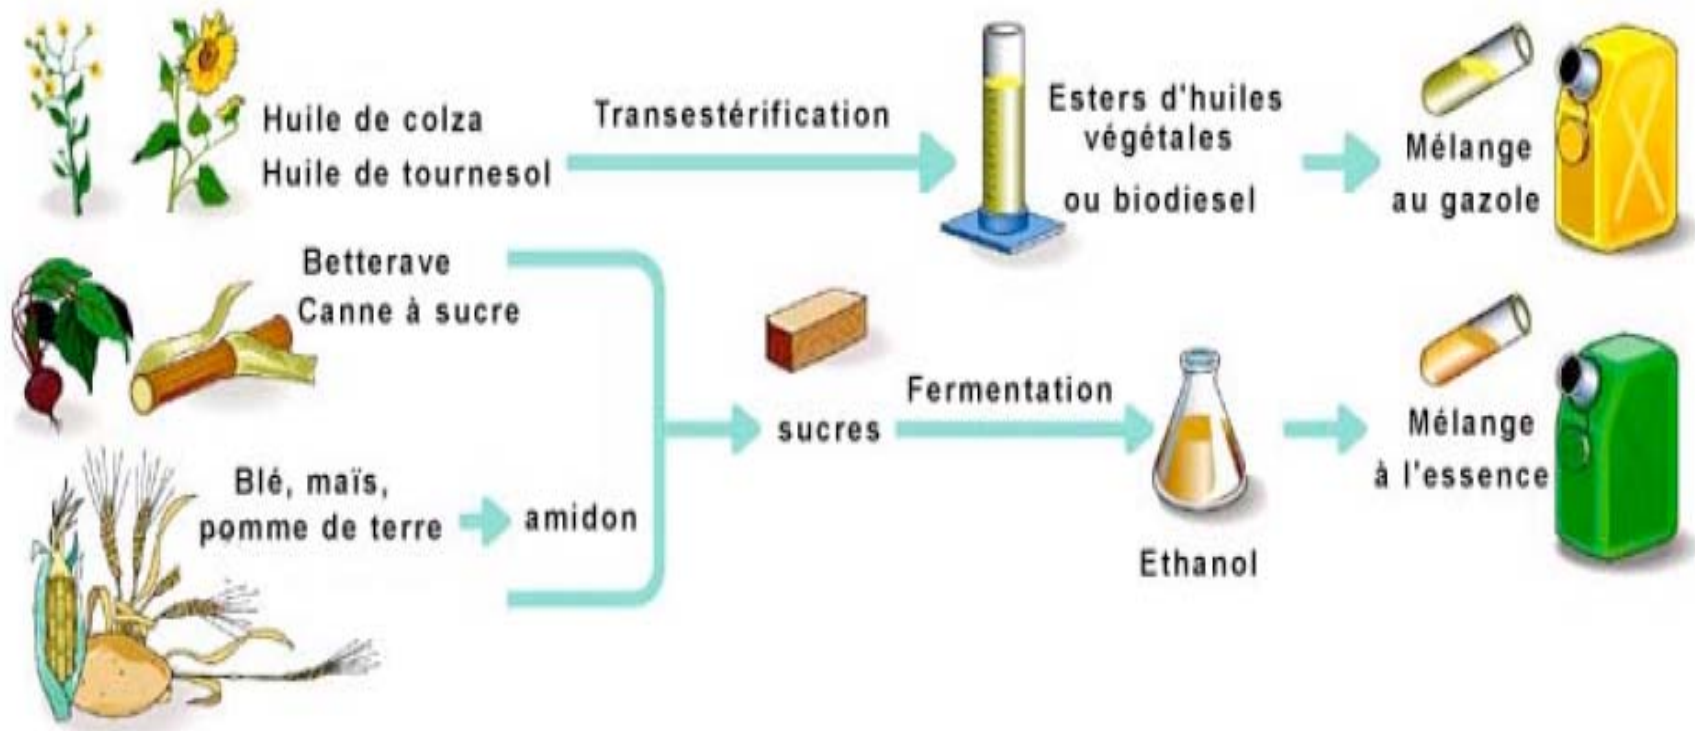 Huile de colza
Huile de tournesol
Transestérification
Esters d'huiles
végétales
ou biodiesel
Mélange
au gazole
Betterave
Canne à sucre
Blé, maïs,
pomme de terre
amidon
sucres
Fermentation
Ethanol
Mélange
à l'essence